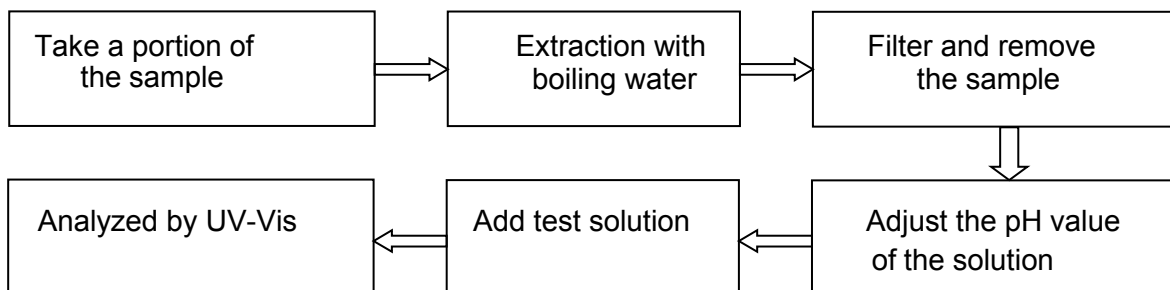 Take a portion of
the sample
Extraction with
boiling water
Filter and remove
the sample
Adjust the pH value
of the solution
Add test solution
Analyzed by UV-Vis